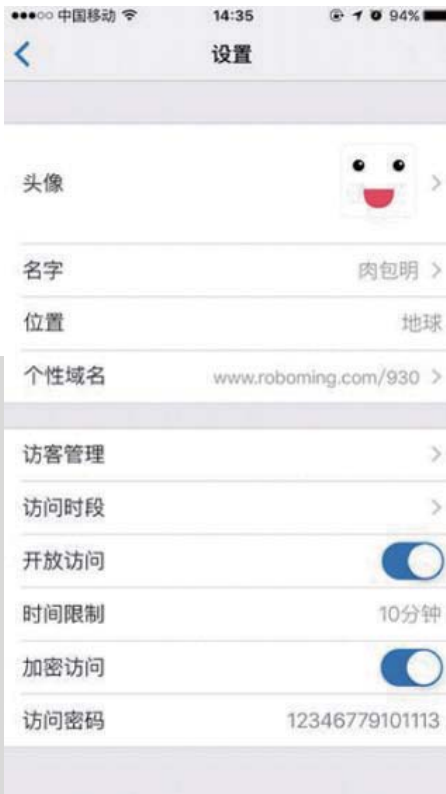 中国移动 14:35 94%
设置
头像
名字 肉包明
位置 地球
个性域名 www.roboming.com/930
访客管理
访问时段
开放访问
时间限制 10分钟
加密访问
访问密码 12346779101113